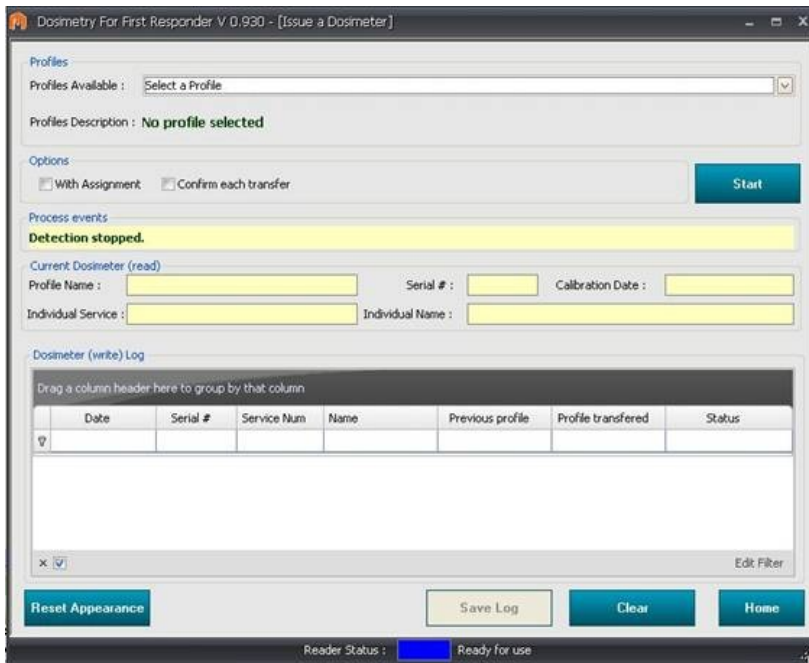 Dosimetry For First Responder V 0.930 - [Issue a Dosimeter]
Profiles
Profiles Available : Select a Profile
Profiles Description : No profile selected
Options
With Assignment Confirm each transfer Start
Process events
Detection stopped.
Current Dosimeter (read)
Profile Name : Serial # : Calibration Date :
Individual Service : Individual Name :
Dosimeter (write) Log
Drag a column header here to group by that column
Date Serial # Service Num Name Previous profile Profile transfered Status
Edit Filter
Reset Appearance Save Log Clear Home
Reader Status : Ready for use